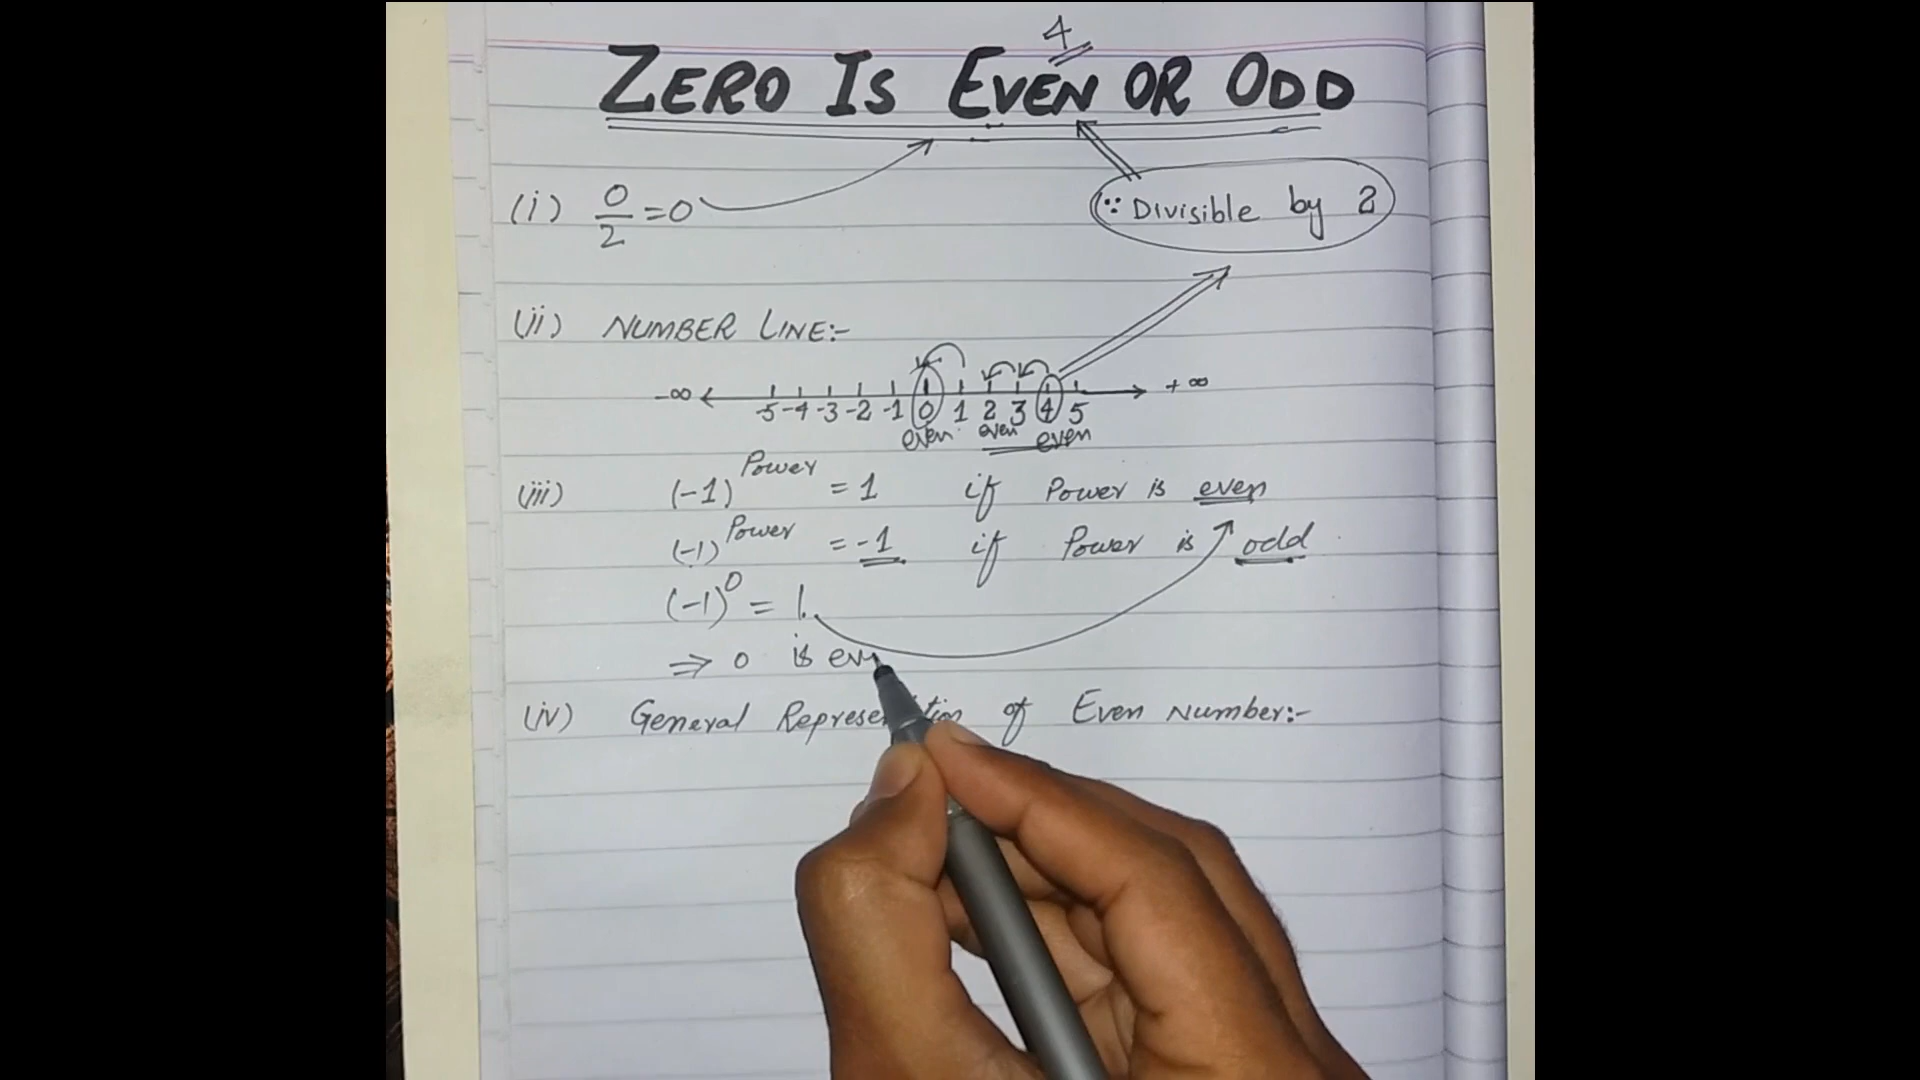 4
ZERO IS EVEN OR ODD
(i) 0/2 = 0
∵ Divisible by 2
(ii) NUMBER LINE:-
-∞ -5 -4 -3 -2 -1 0 1 2 3 4 5 +∞
even even even
(iii) (-1)^Power = 1 if Power is even
(-1)^Power = -1 if Power is odd
(-1)^0 = 1.
⇒ 0 is ev
(iv) General Representation of Even Number:-